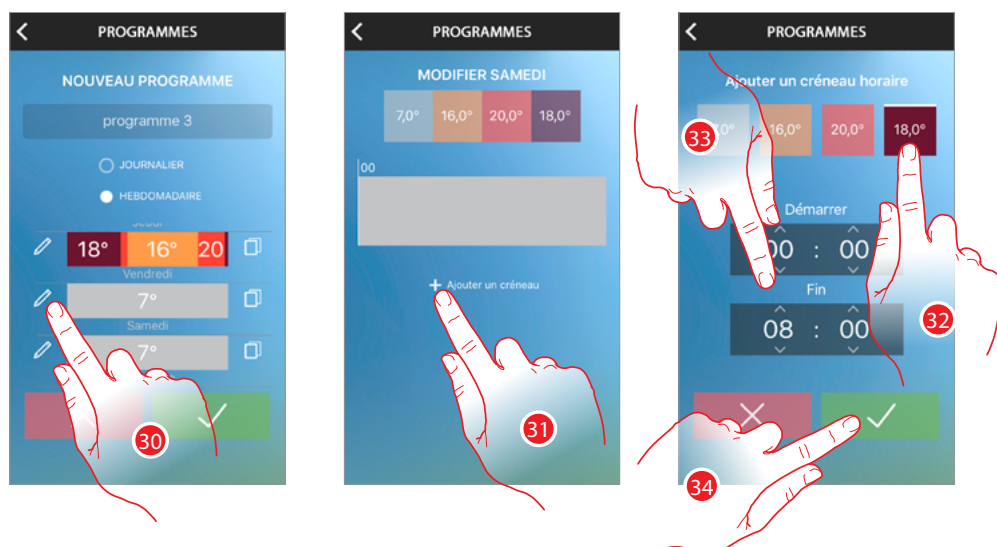 PROGRAMMES
NOUVEAU PROGRAMME
programme 3
JOURNALIER
HEBDOMADAIRE
18° 16° 20
Vendredi
7°
Samedi
7°
30
PROGRAMMES
MODIFIER SAMEDI
7,0° 16,0° 20,0° 18,0°
00
Ajouter un créneau
31
PROGRAMMES
Ajouter un créneau horaire
16,0° 20,0° 18,0°
33
Démarrer
00 : 00
Fin
32
08 : 00
34